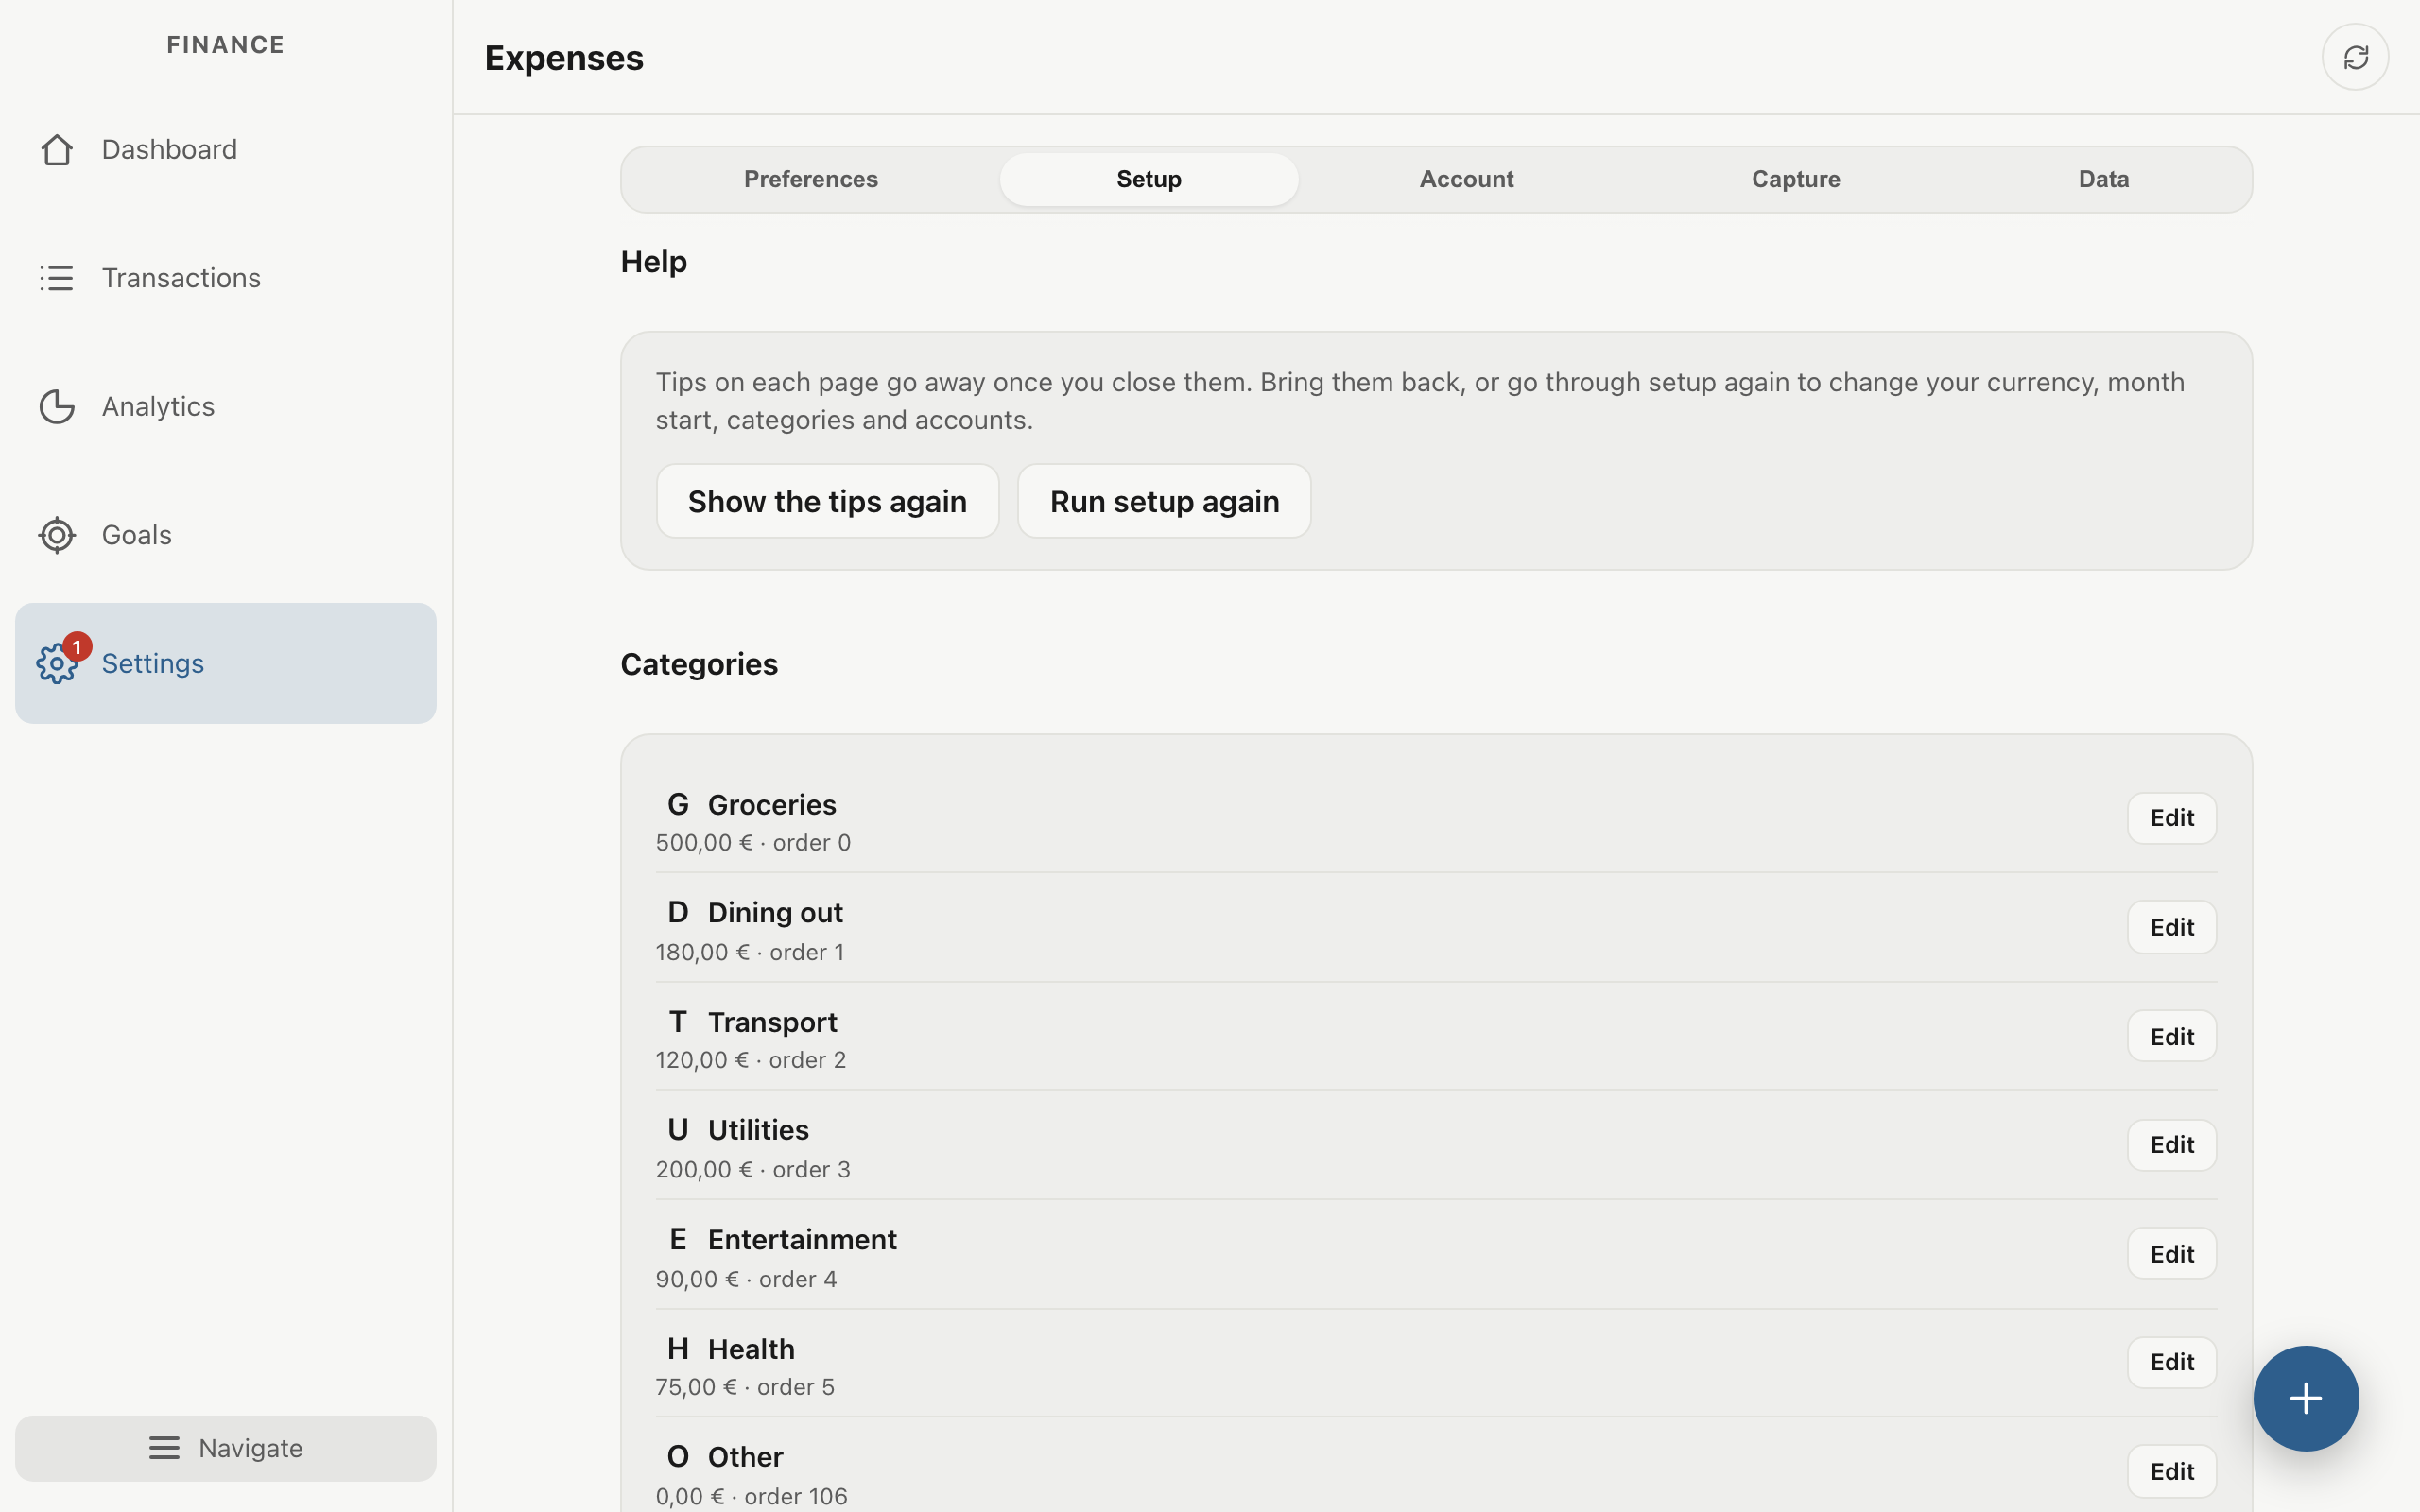 FINANCE
Dashboard
Transactions
Analytics
Goals
1
Settings
Navigate
Expenses
Preferences
Setup
Account
Capture
Data
Help
Tips on each page go away once you close them. Bring them back, or go through setup again to change your currency, month
start, categories and accounts.
Show the tips again
Run setup again
Categories
G Groceries
500,00 € · order 0
Edit
D Dining out
180,00 € · order 1
Edit
T Transport
120,00 € · order 2
Edit
U Utilities
200,00 € · order 3
Edit
E Entertainment
90,00 € · order 4
Edit
H Health
75,00 € · order 5
Edit
O Other
0,00 € · order 106
Edit